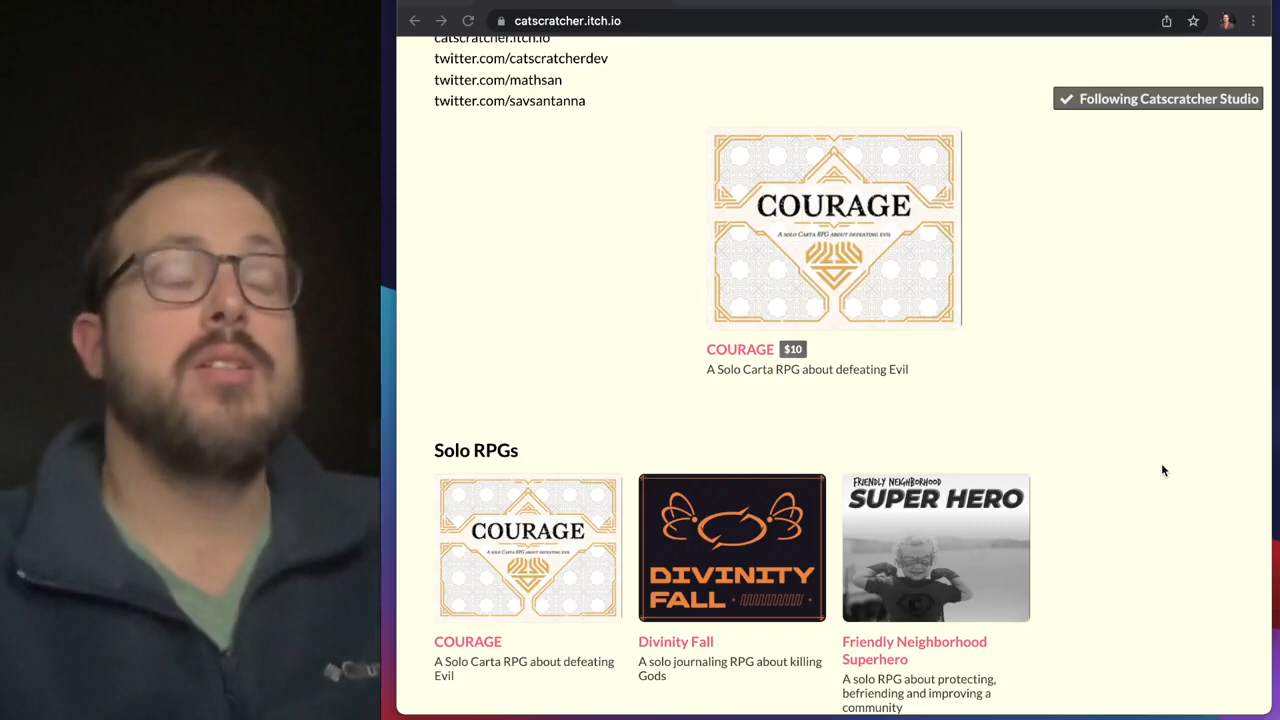 catscratcher.itch.io
catscratcher.itch.io
twitter.com/catscratcherdev
twitter.com/mathsan
twitter.com/savsantanna
Following Catscratcher Studio
COURAGE
A SOLO CARTA RPG ABOUT DEFEATING EVIL
COURAGE $10
A Solo Carta RPG about defeating Evil
Solo RPGs
COURAGE
A SOLO CARTA RPG ABOUT DEFEATING EVIL
DIVINITY
FALL
FRIENDLY NEIGHBORHOOD
SUPER HERO
COURAGE
A Solo Carta RPG about defeating
Evil
Divinity Fall
A solo journaling RPG about killing
Gods
Friendly Neighborhood
Superhero
A solo RPG about protecting,
befriending and improving a
community